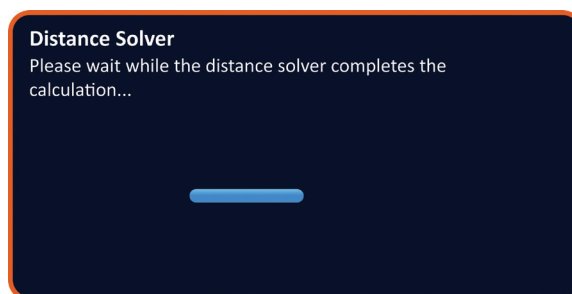 Distance Solver
Please wait while the distance solver completes the
calculation...